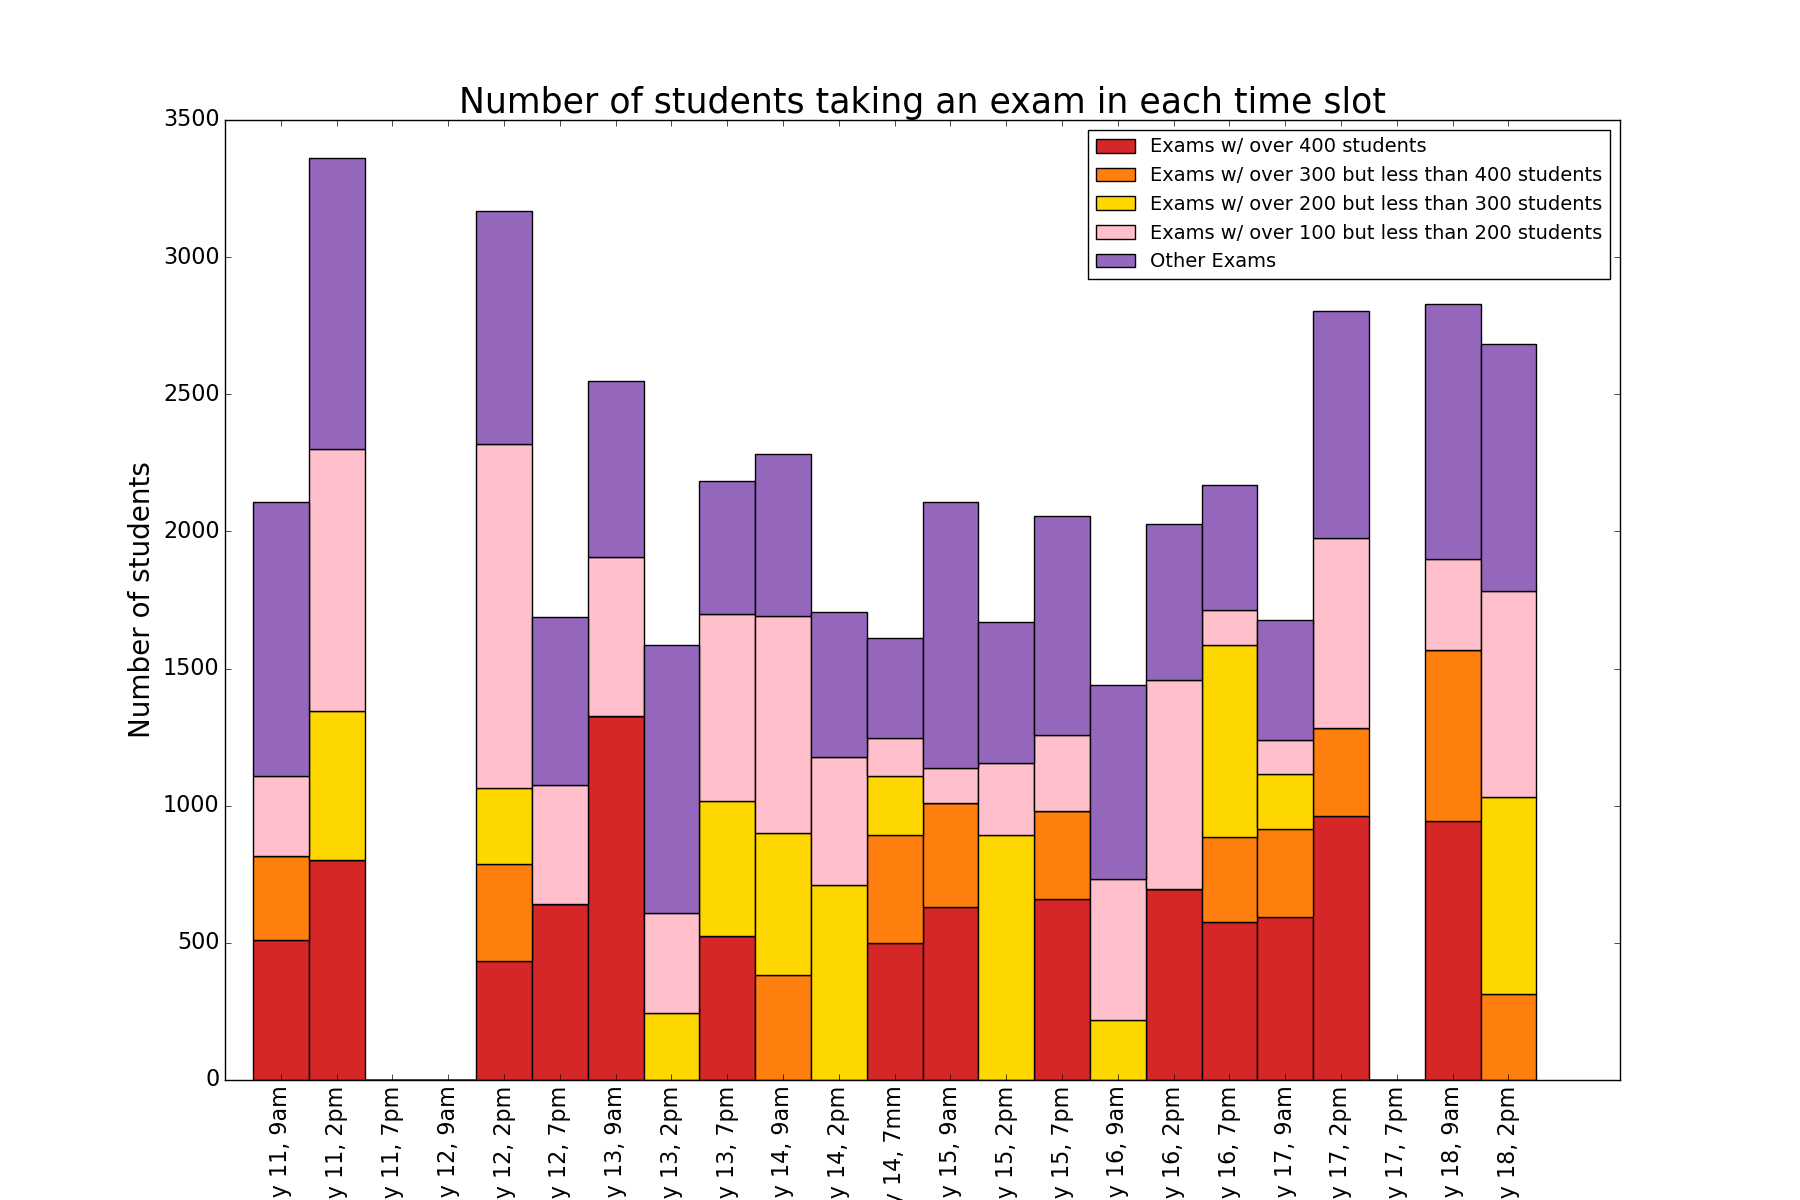 Number of students taking an exam in each time slot
Number of students
3500
3000
2500
2000
1500
1000
500
0
Exams w/ over 400 students
Exams w/ over 300 but less than 400 students
Exams w/ over 200 but less than 300 students
Exams w/ over 100 but less than 200 students
Other Exams
y 11, 9am
y 11, 2pm
y 11, 7pm
y 12, 9am
y 12, 2pm
y 12, 7pm
y 13, 9am
y 13, 2pm
y 13, 7pm
y 14, 9am
y 14, 2pm
y 14, 7mm
y 15, 9am
y 15, 2pm
y 15, 7pm
y 16, 9am
y 16, 2pm
y 16, 7pm
y 17, 9am
y 17, 2pm
y 17, 7pm
y 18, 9am
y 18, 2pm